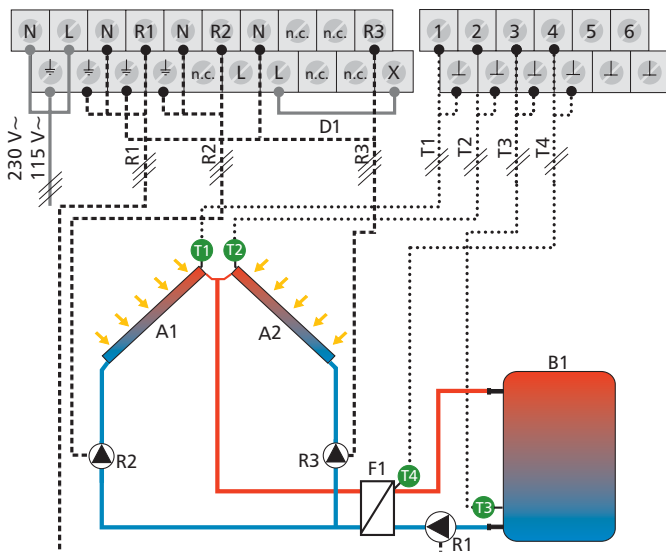 N L N R1 N R2 N n.c. n.c. R3 1 2 3 4 5 6
n.c. L L n.c. n.c. X
D1
230 V~
115 V~
R1
R2
R3
T1
T2
T3
T4
T1 T2
A1 A2
B1
R2 R3 F1 T4
T3
R1